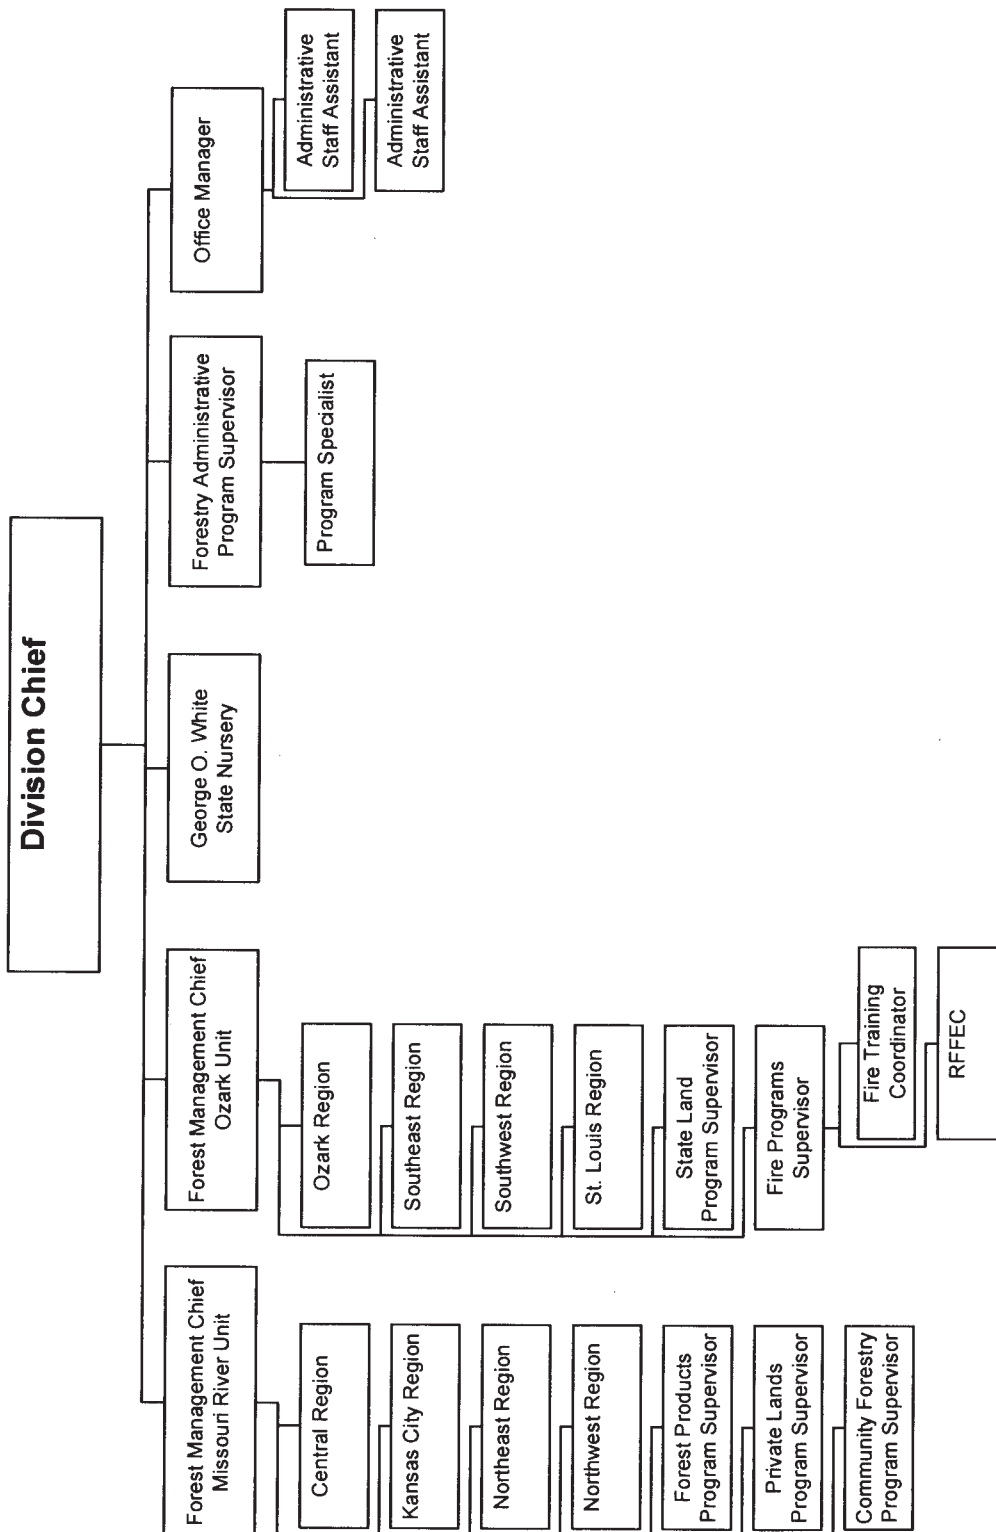 Division Chief
Forest Management Chief
Missouri River Unit
Central Region
Kansas City Region
Northeast Region
Northwest Region
Forest Products
Program Supervisor
Private Lands
Program Supervisor
Community Forestry
Program Supervisor
Forest Management Chief
Ozark Unit
Ozark Region
Southeast Region
Southwest Region
St. Louis Region
State Land
Program Supervisor
Fire Programs
Supervisor
Fire Training
Coordinator
RFFEC
George O. White
State Nursery
Forestry Administrative
Program Supervisor
Program Specialist
Office Manager
Administrative
Staff Assistant
Administrative
Staff Assistant